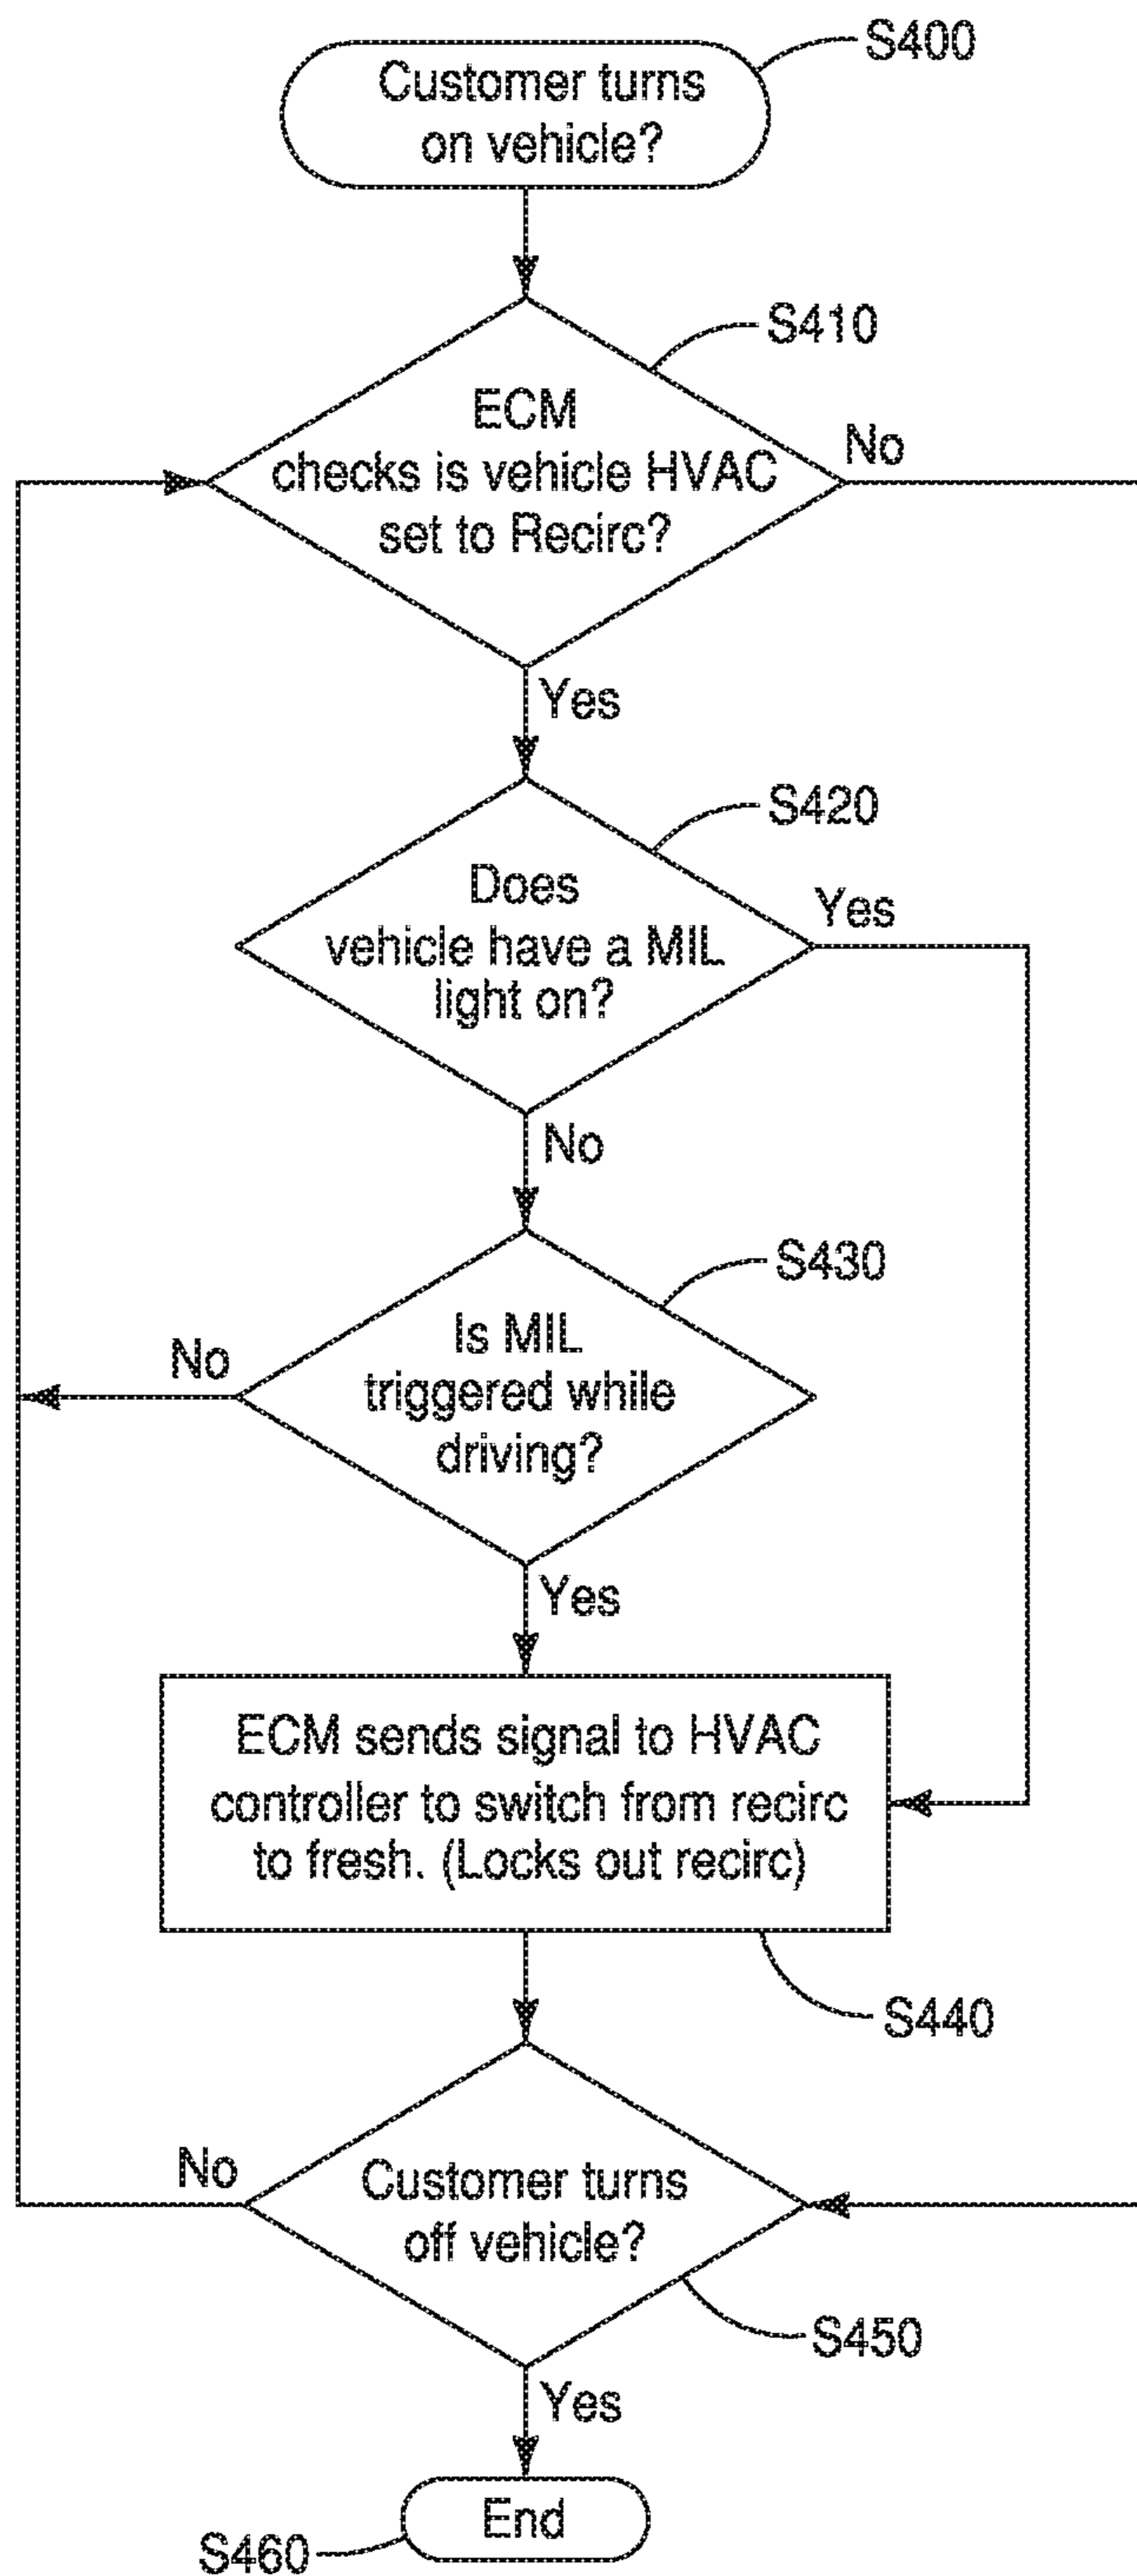 Customer turns
on vehicle?
S400
ECM
checks is vehicle HVAC
set to Recirc?
S410
No
Yes
Does
vehicle have a MIL
light on?
S420
Yes
No
Is MIL
triggered while
driving?
S430
No
Yes
ECM sends signal to HVAC
controller to switch from recirc
to fresh. (Locks out recirc)
S440
Customer turns
off vehicle?
No
S450
Yes
End
S460